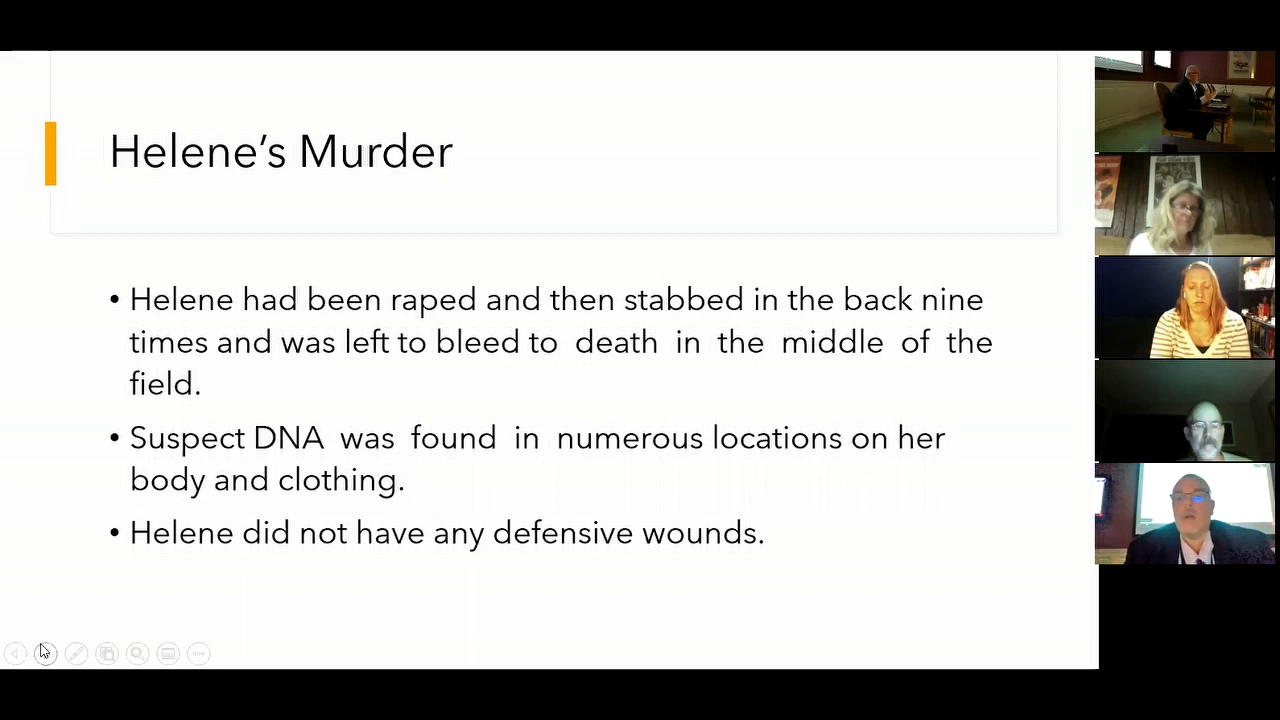 Helene's Murder
• Helene had been raped and then stabbed in the back nine
times and was left to bleed to death in the middle of the
field.
• Suspect DNA was found in numerous locations on her
body and clothing.
• Helene did not have any defensive wounds.